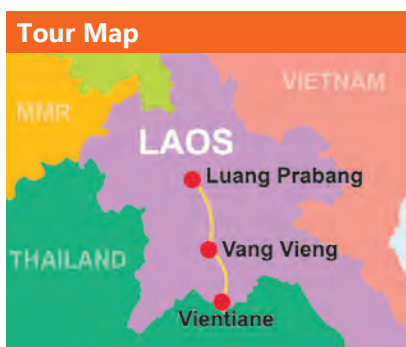 Tour Map
VIETNAM
MMR
LAOS
Luang Prabang
Vang Vieng
THAILAND
Vientiane